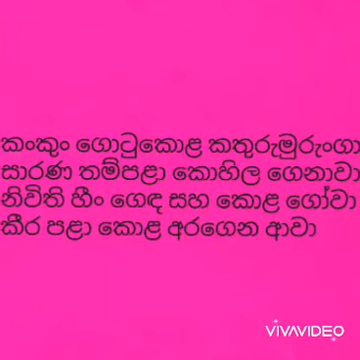 කංකුං ගොටුකොළ කතුරුමුරුංගා
සාරණ තම්පළා කොහිල ගෙනාවා
නිවිති හීං ගෙඳ සහ කොළ ගෝවා
කීර පළා කොළ අරගෙන ආවා
VIVAVIDEO